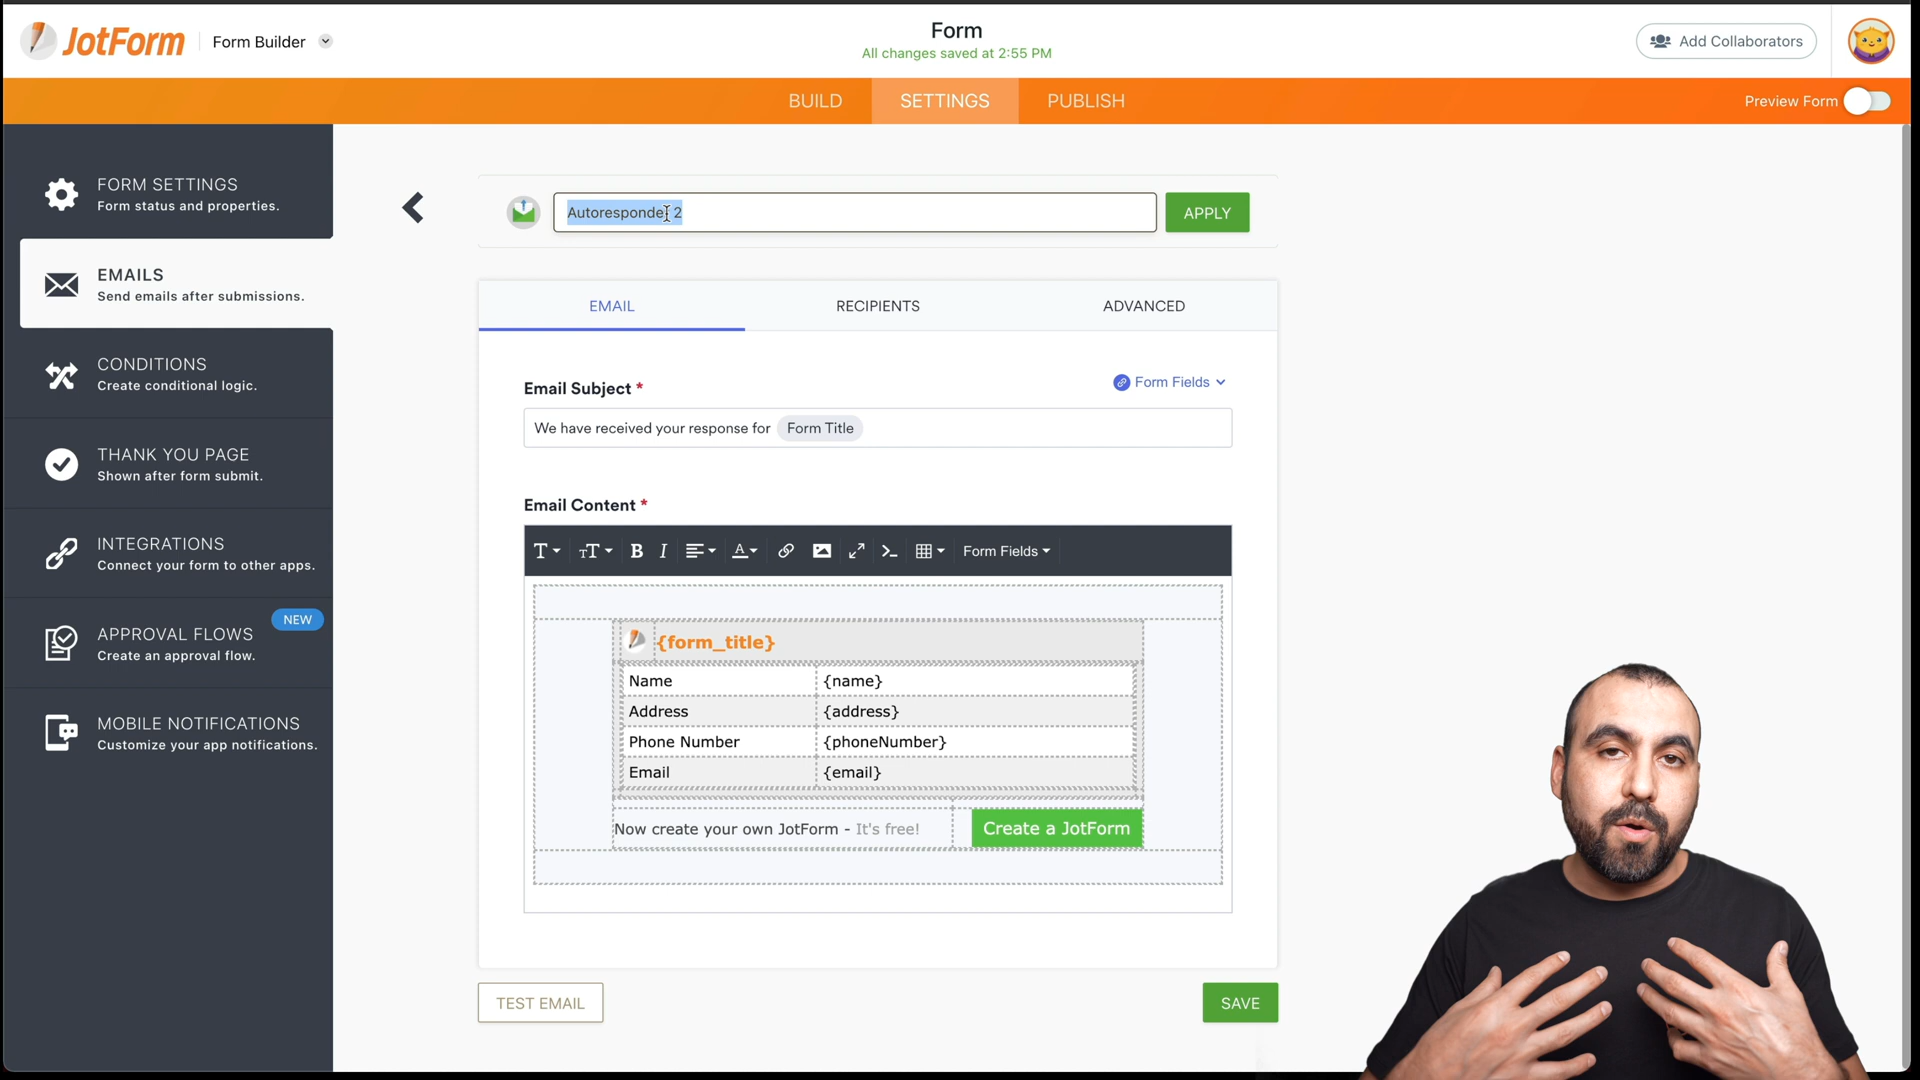 JotForm
Form Builder
Form
All changes saved at 2:55 PM
Add Collaborators
BUILD
SETTINGS
PUBLISH
Preview Form
FORM SETTINGS
Form status and properties.
EMAILS
Send emails after submissions.
CONDITIONS
Create conditional logic.
THANK YOU PAGE
Shown after form submit.
INTEGRATIONS
Connect your form to other apps.
NEW
APPROVAL FLOWS
Create an approval flow.
MOBILE NOTIFICATIONS
Customize your app notifications.
Autoresponder 2
APPLY
EMAIL
RECIPIENTS
ADVANCED
Email Subject *
Form Fields
We have received your response for Form Title
Email Content *
T TT B I A Form Fields
{form_title}
Name {name}
Address {address}
Phone Number {phoneNumber}
Email {email}
Now create your own JotForm - It's free!
Create a JotForm
TEST EMAIL
SAVE